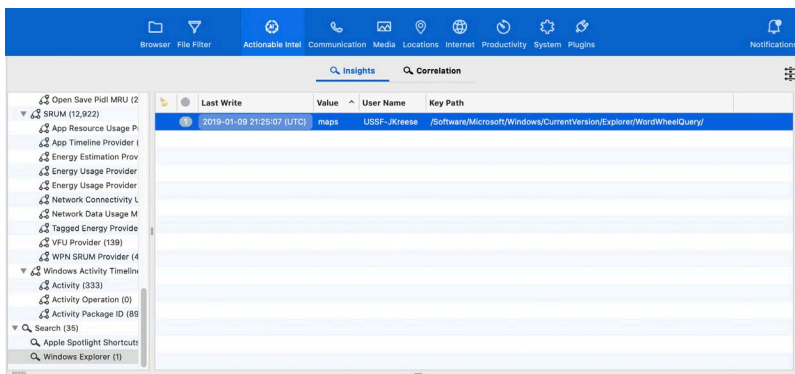 Browser File Filter Actionable Intel Communication Media Locations Internet Productivity System Plugins Notifications
Insights Correlation
Open Save Pidl MRU (2
SRUM (12,922)
App Resource Usage P
App Timeline Provider (
Energy Estimation Prov
Energy Usage Provider
Energy Usage Provider
Network Connectivity U
Network Data Usage M
Tagged Energy Provide
VFU Provider (139)
WPN SRUM Provider (4
Windows Activity Timeline
Activity (333)
Activity Operation (0)
Activity Package ID (89
Search (35)
Apple Spotlight Shortcuts
Windows Explorer (1)
Last Write Value User Name Key Path
1 2019-01-09 21:25:07 (UTC) maps USSF-JKreese /Software/Microsoft/Windows/CurrentVersion/Explorer/WordWheelQuery/